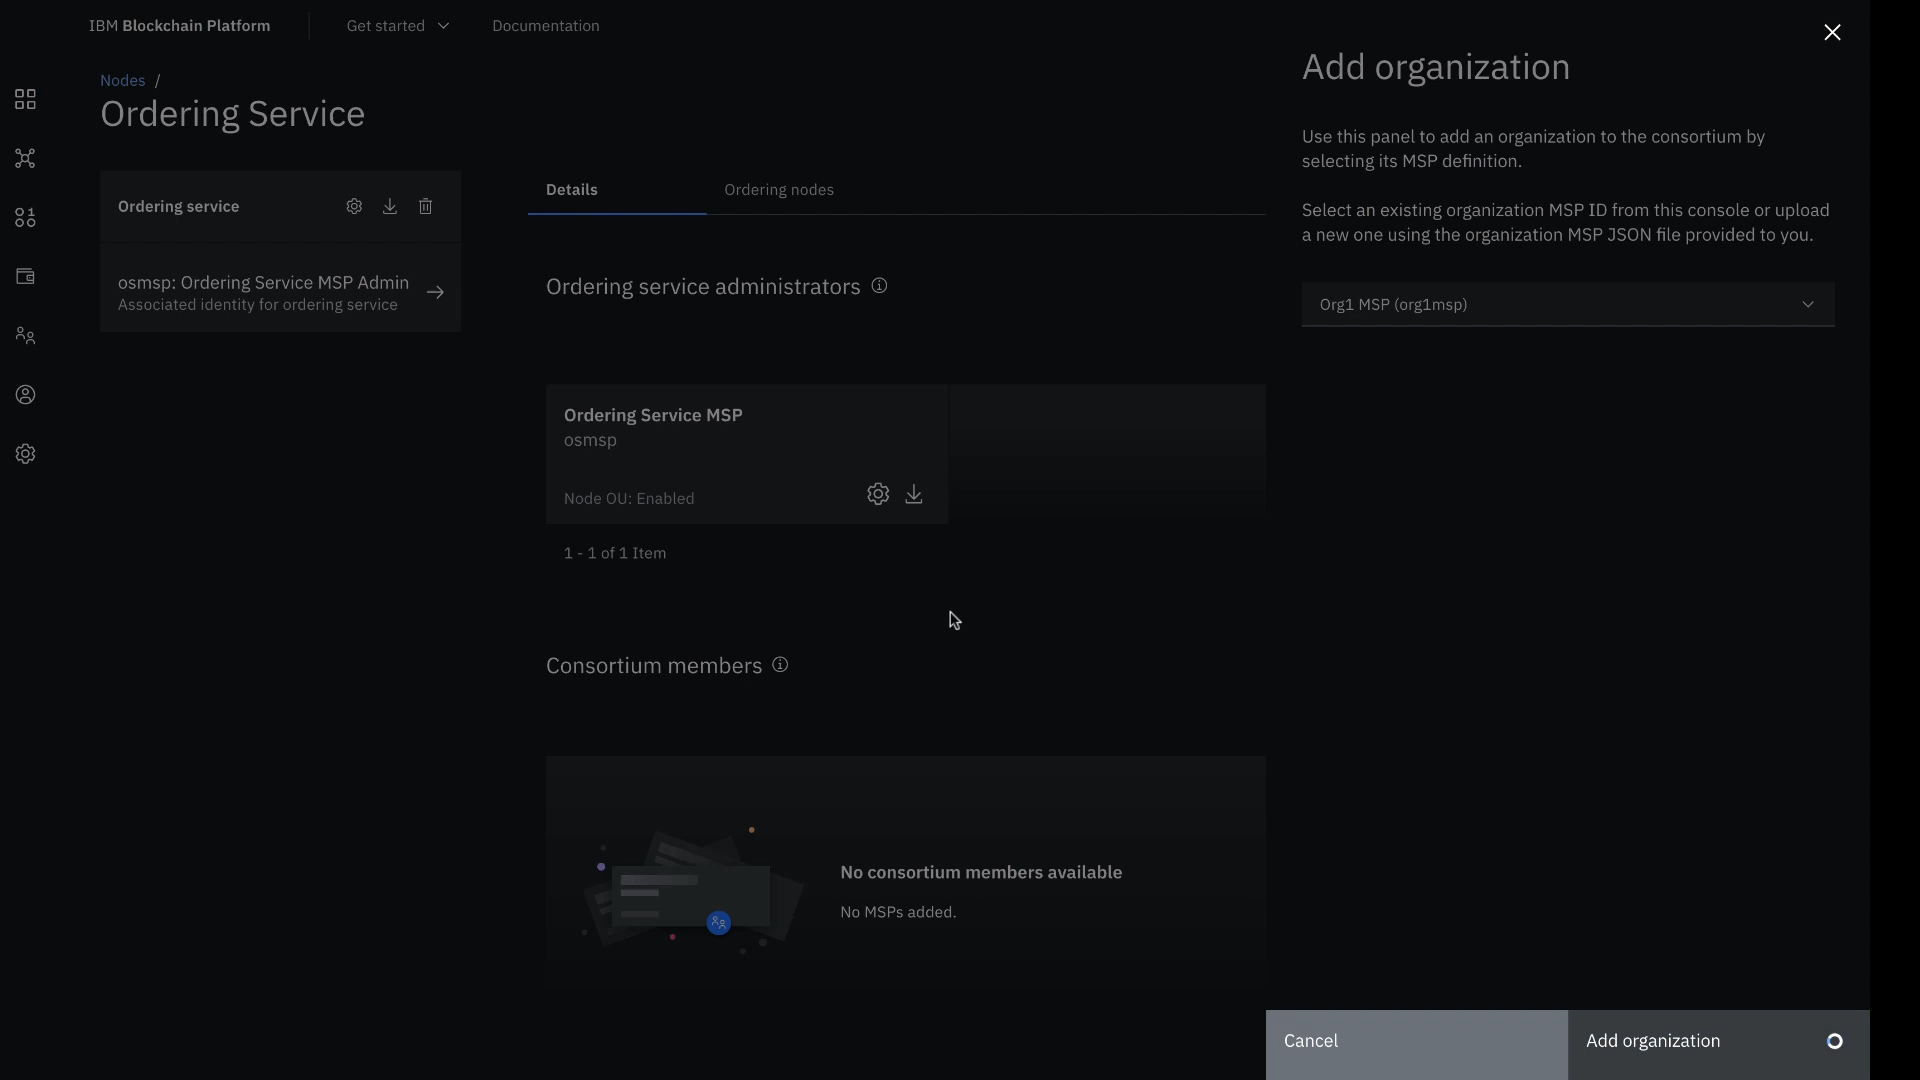 IBM Blockchain Platform
Get started
Documentation
Nodes /
Ordering Service
Ordering service
osmsp: Ordering Service MSP Admin
Associated identity for ordering service
Details
Ordering nodes
Ordering service administrators
Ordering Service MSP
osmsp
Node OU: Enabled
1 - 1 of 1 Item
Consortium members
No consortium members available
No MSPs added.
Add organization
Use this panel to add an organization to the consortium by
selecting its MSP definition.
Select an existing organization MSP ID from this console or upload
a new one using the organization MSP JSON file provided to you.
Org1 MSP (org1msp)
Cancel
Add organization